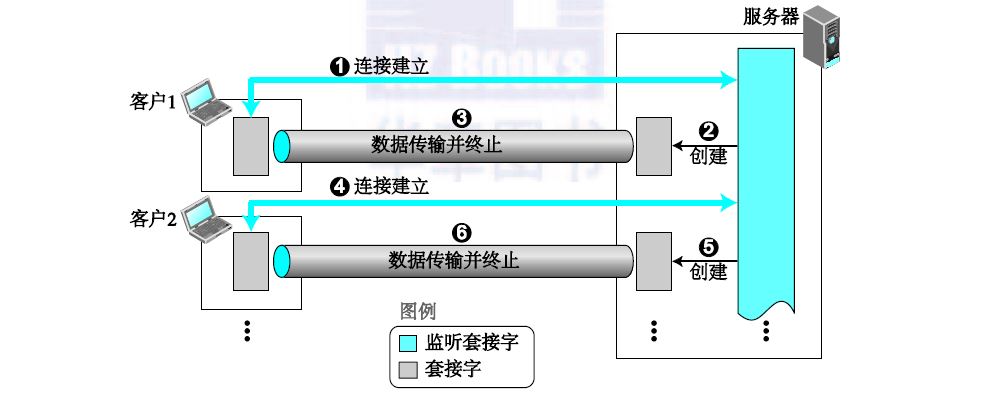 服务器
HZ Books
华章图书
❶ 连接建立
客户1
❸
数据传输并终止
❷
创建
❹ 连接建立
客户2
❻
数据传输并终止
❺
创建
图例
监听套接字
套接字